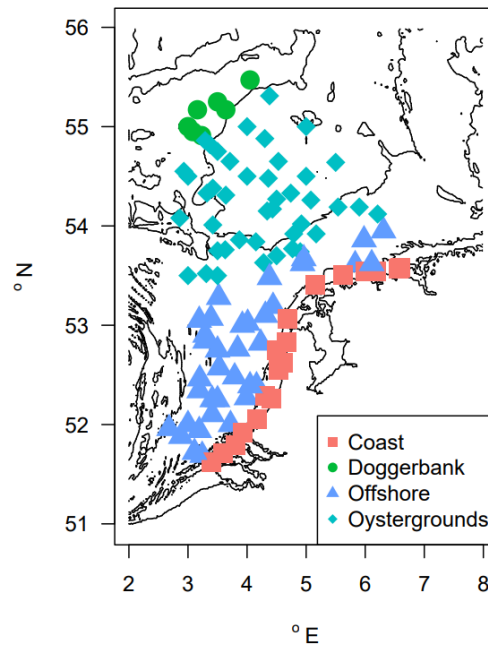 56
55
54
53
52
51
° N
Coast
Doggerbank
Offshore
Oystergrounds
2 3 4 5 6 7 8
° E